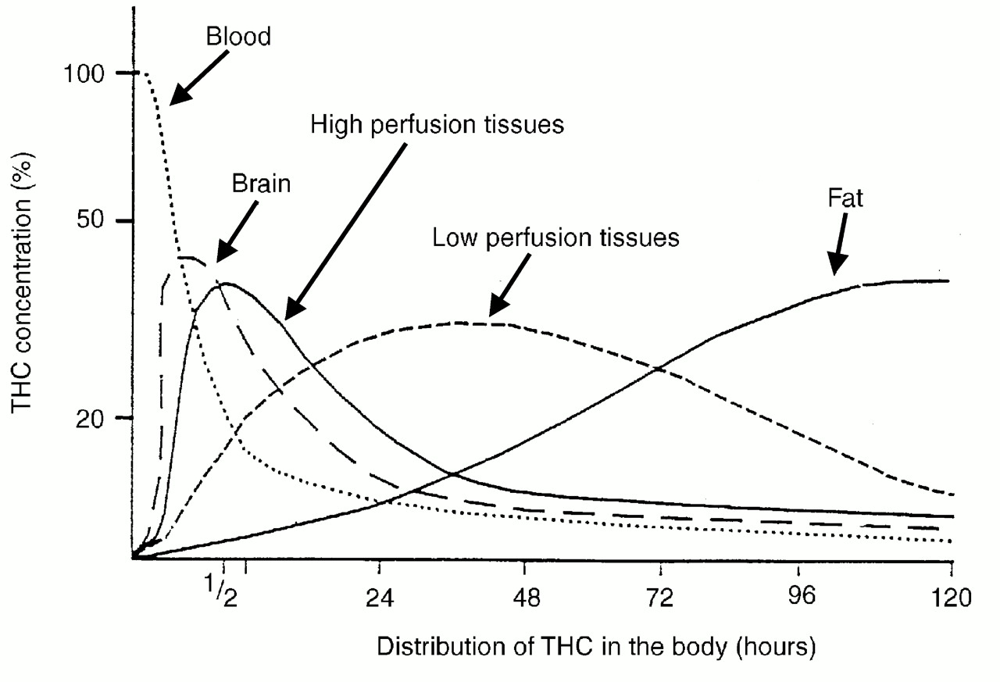 Blood
100
High perfusion tissues
Brain
Fat
50
Low perfusion tissues
THC concentration (%)
20
1/2
24
48
72
96
120
Distribution of THC in the body (hours)